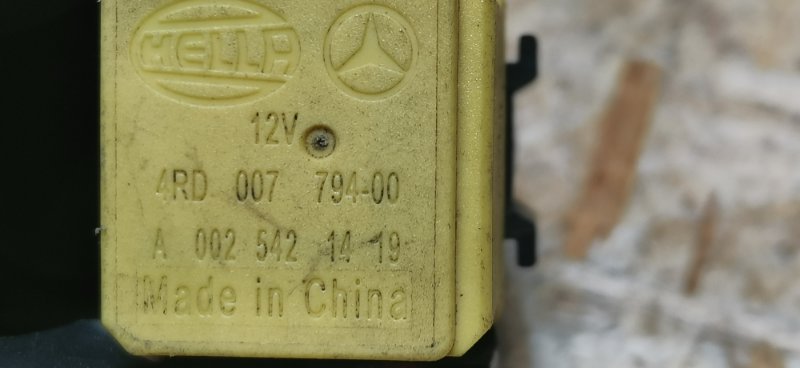 HELLA
12V
4RD 007 794-00
A 002 542 14 19
Made in China